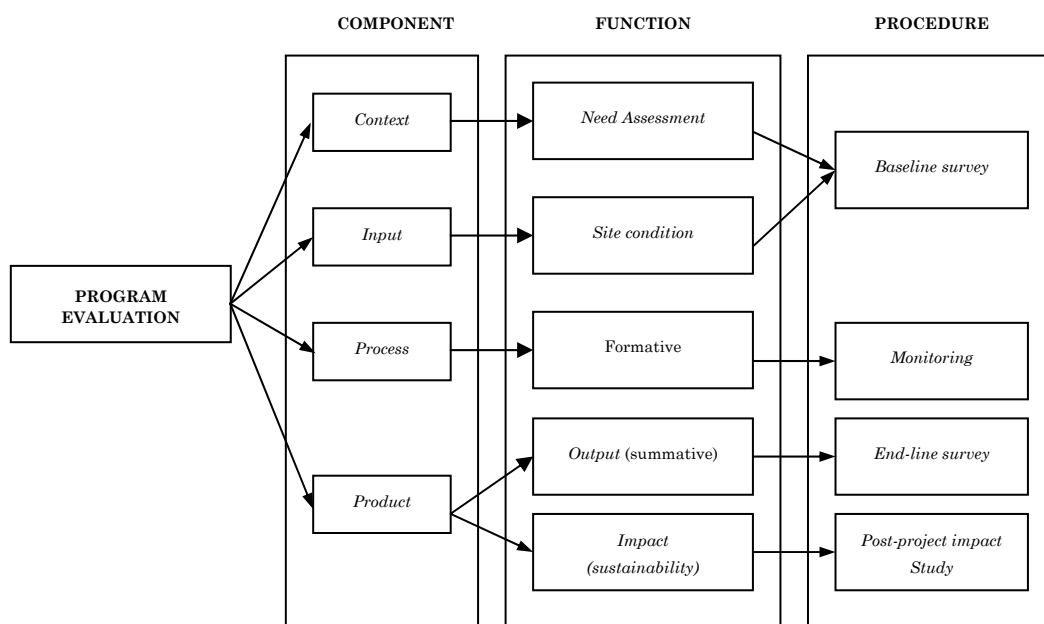 COMPONENT
FUNCTION
PROCEDURE
PROGRAM
EVALUATION
Context
Input
Process
Product
Need Assessment
Site condition
Formative
Output (summative)
Impact
(sustainability)
Baseline survey
Monitoring
End-line survey
Post-project impact
Study